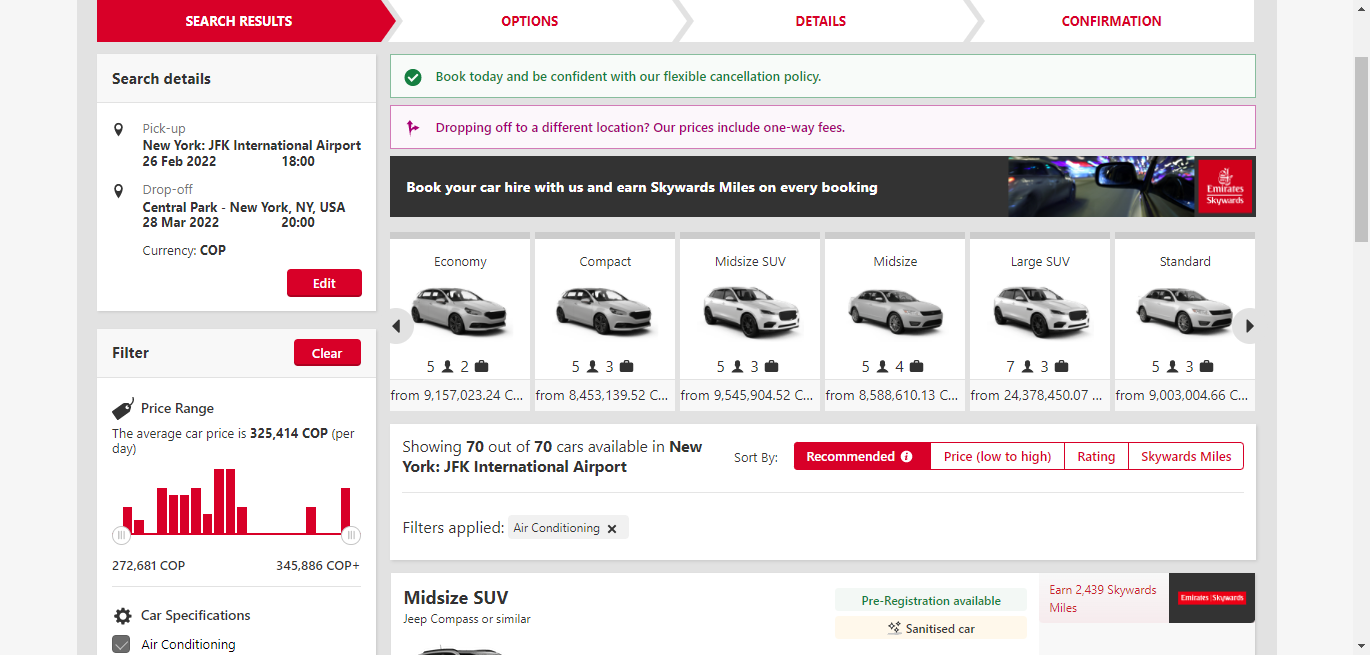 SEARCH RESULTS
OPTIONS
DETAILS
CONFIRMATION
Search details
Pick-up
New York: JFK International Airport
26 Feb 2022 18:00
Drop-off
Central Park - New York, NY, USA
28 Mar 2022 20:00
Currency: COP
Edit
Filter
Clear
Price Range
The average car price is 325,414 COP (per
day)
272,681 COP
345,886 COP+
Car Specifications
Air Conditioning
Book today and be confident with our flexible cancellation policy.
Dropping off to a different location? Our prices include one-way fees.
Book your car hire with us and earn Skywards Miles on every booking
Emirates
Skywards
Economy
5 2
from 9,157,023.24 C...
Compact
5 3
from 8,453,139.52 C...
Midsize SUV
5 3
from 9,545,904.52 C...
Midsize
5 4
from 8,588,610.13 C...
Large SUV
7 3
from 24,378,450.07 ...
Standard
5 3
from 9,003,004.66 C...
Showing 70 out of 70 cars available in New
York: JFK International Airport
Sort By:
Recommended
Price (low to high)
Rating
Skywards Miles
Filters applied: Air Conditioning
Midsize SUV
Jeep Compass or similar
Pre-Registration available
Sanitised car
Earn 2,439 Skywards
Miles
Emirates Skywards